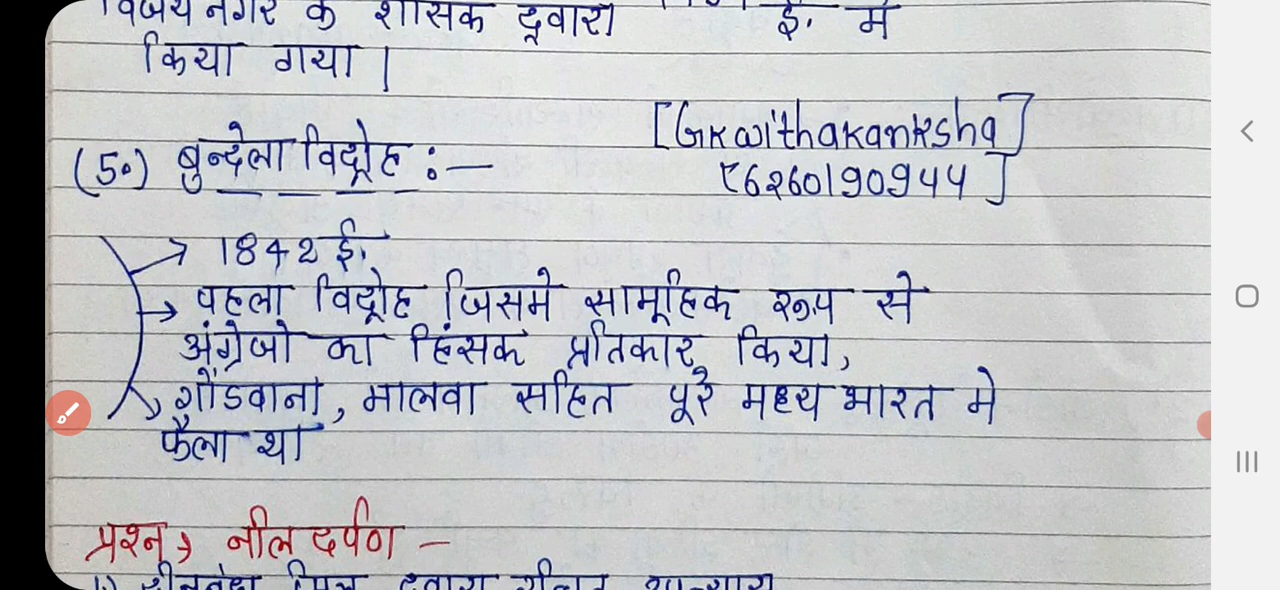 विजयनगर के शासक द्वारा ई. में
किया गया |
[Gkwithakanksha]
(5.) बुन्देला विद्रोह :—
₹6260190944]
→ 1842 ई.
→ पहला विद्रोह जिसमे सामूहिक रूप से
अंग्रेजो का हिंसक प्रतिकार किया,
→ गोंडवाना, मालवा सहित पूरे मध्य भारत मे
फैला था
प्रश्न, नील दर्पण —